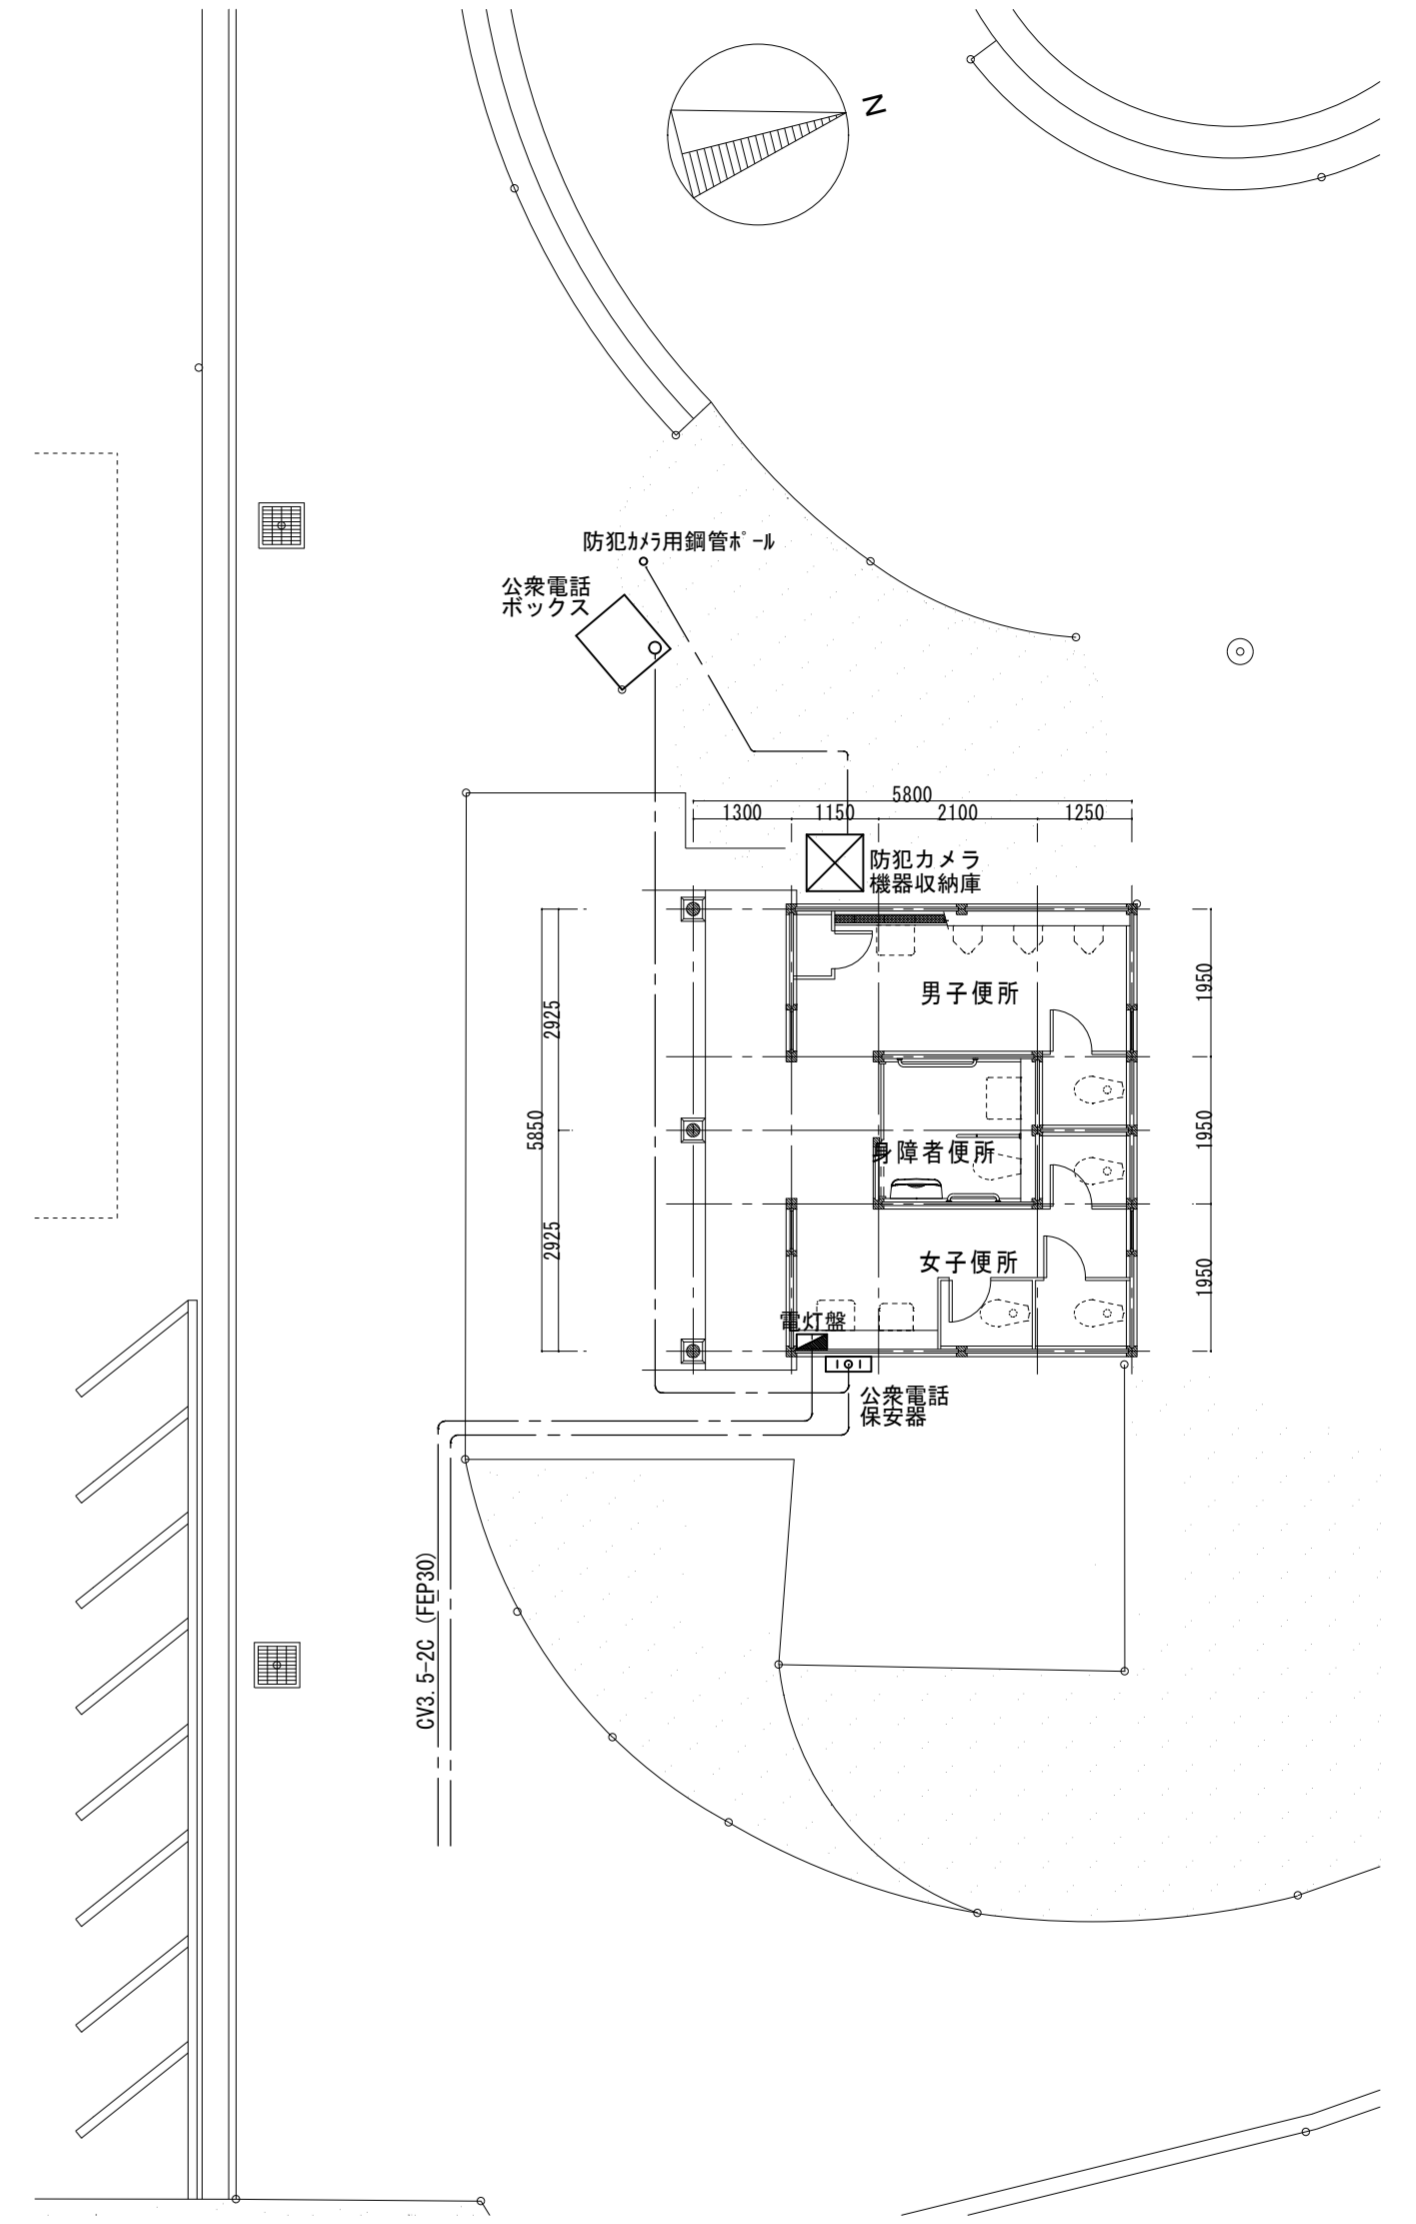 N
防犯ｶﾒﾗ用鋼管ﾎﾟｰﾙ
公衆電話
ボックス
5800
1300
1150
2100
1250
防犯カメラ
機器収納庫
男子便所
2925
1950
5850
身障者便所
1950
2925
女子便所
1950
電灯盤
公衆電話
保安器
CV3.5-2C (FEP30)